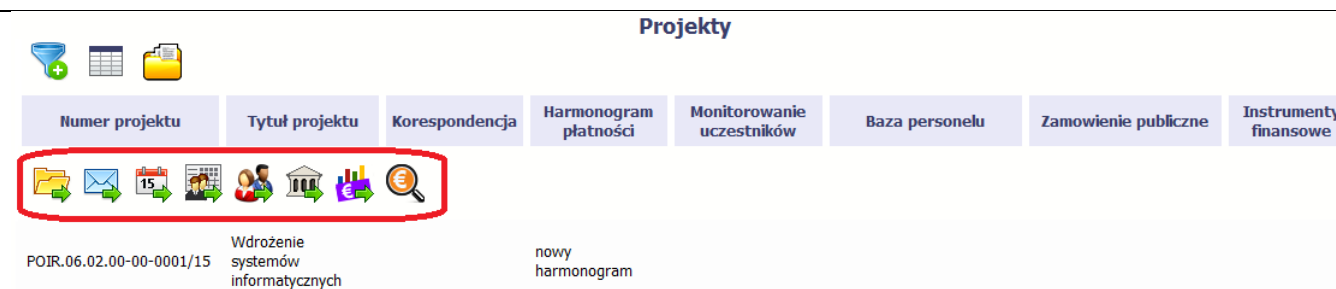 Projekty
Numer projektu
Tytuł projektu
Korespondencja
Harmonogram
płatności
Monitorowanie
uczestników
Baza personelu
Zamowienie publiczne
Instrumenty
finansowe
15
POIR.06.02.00-00-0001/15
Wdrożenie
systemów
informatycznych
nowy
harmonogram